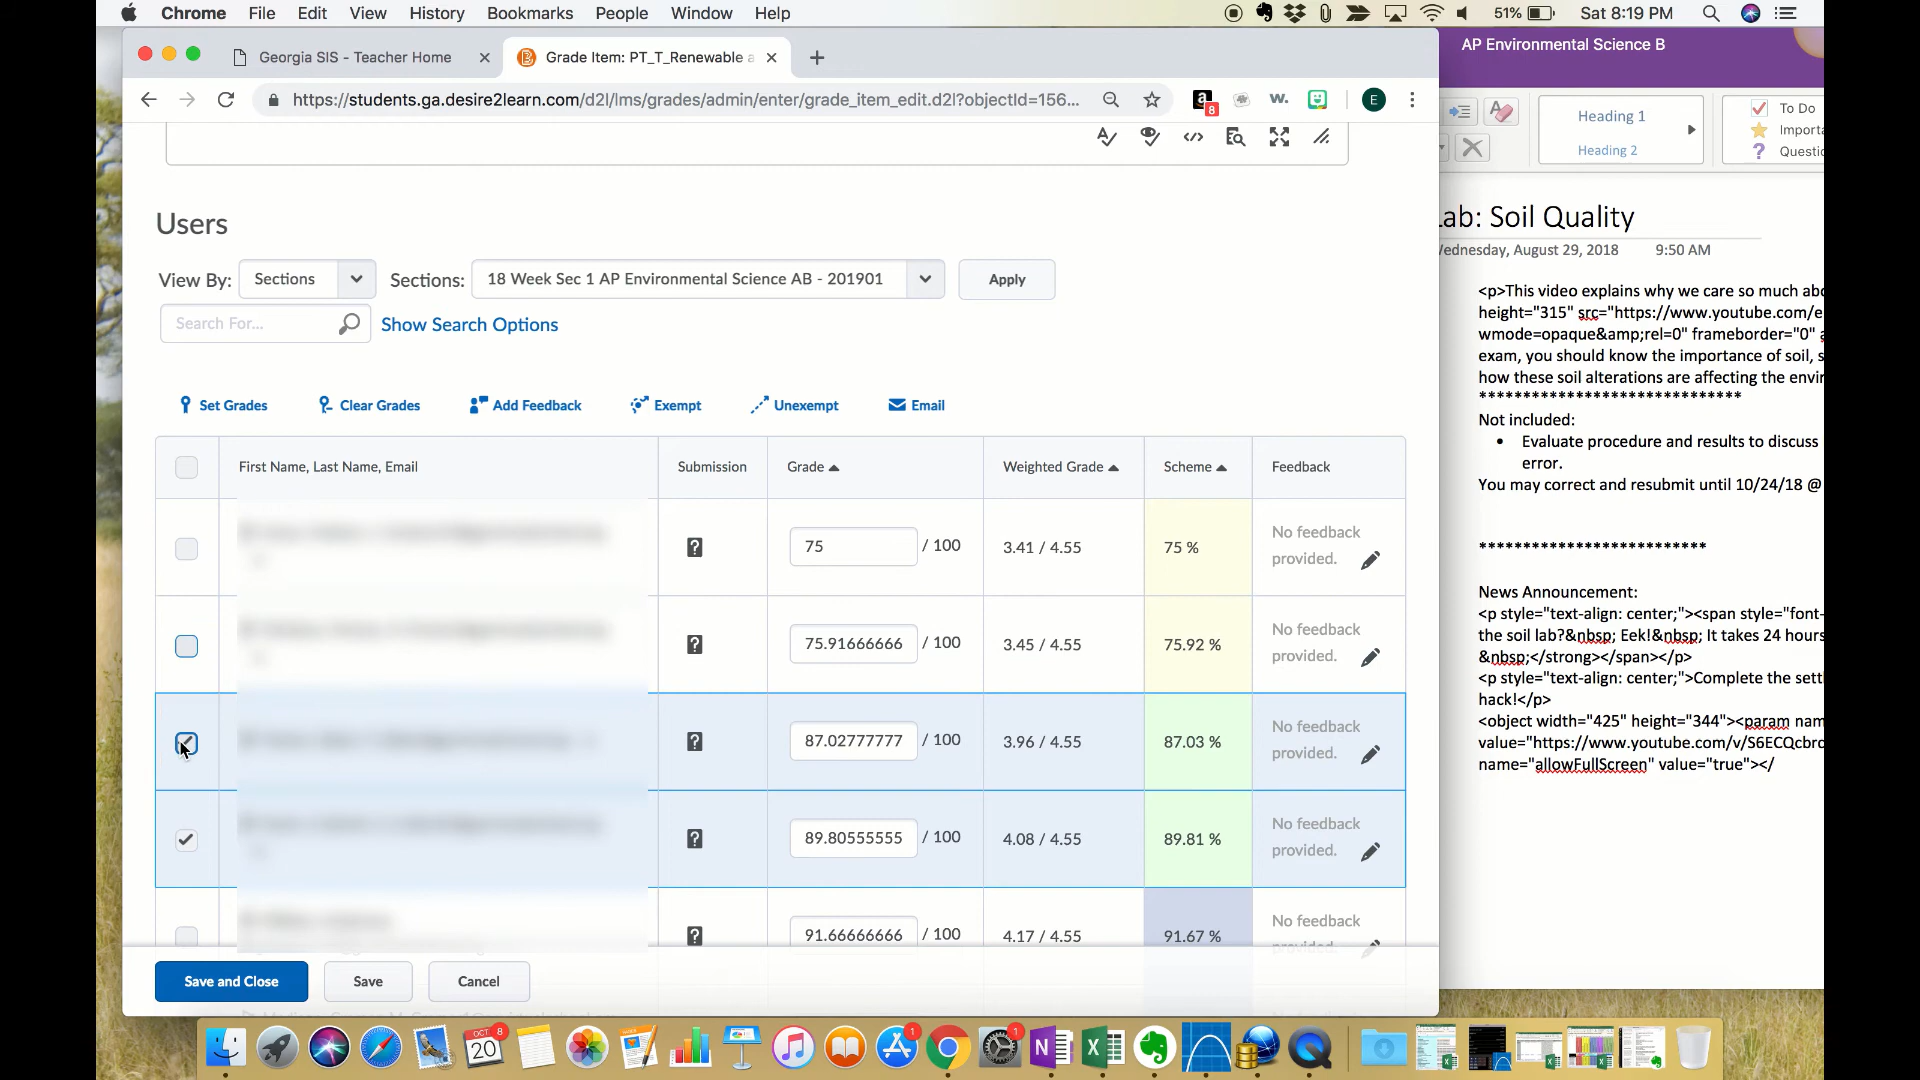 Chrome File Edit View History Bookmarks People Window Help 51% Sat 8:19 PM
Georgia SIS - Teacher Home
Grade Item: PT_T_Renewable a
AP Environmental Science B
https://students.ga.desire2learn.com/d2l/lms/grades/admin/enter/grade_item_edit.d2l?objectId=156...
8
w.
E
Heading 1
Heading 2
To Do
Importa
Questio
Users
View By: Sections Sections: 18 Week Sec 1 AP Environmental Science AB - 201901 Apply
Search For... Show Search Options
Set Grades Clear Grades Add Feedback Exempt Unexempt Email
First Name, Last Name, Email Submission Grade Weighted Grade Scheme Feedback
75 / 100 3.41 / 4.55 75 % No feedback
provided.
75.91666666 / 100 3.45 / 4.55 75.92 % No feedback
provided.
87.02777777 / 100 3.96 / 4.55 87.03 % No feedback
provided.
89.80555555 / 100 4.08 / 4.55 89.81 % No feedback
provided.
91.66666666 / 100 4.17 / 4.55 91.67 % No feedback
Save and Close Save Cancel
ab: Soil Quality
ednesday, August 29, 2018 9:50 AM
<p>This video explains why we care so much abo
height="315" src="https://www.youtube.com/e
wmode=opaque&amp;rel=0" frameborder="0" a
exam, you should know the importance of soil, s
how these soil alterations are affecting the envir
****************************
Not included:
• Evaluate procedure and results to discuss
error.
You may correct and resubmit until 10/24/18 @
**************************
News Announcement:
<p style="text-align: center;"><span style="font-
the soil lab?&nbsp; Eek!&nbsp; It takes 24 hours
&nbsp;</strong></span></p>
<p style="text-align: center;">Complete the setti
hack!</p>
<object width="425" height="344"><param nam
value="https://www.youtube.com/v/S6ECQcbro
name="allowFullScreen" value="true"></
OCT
20
8
1
1